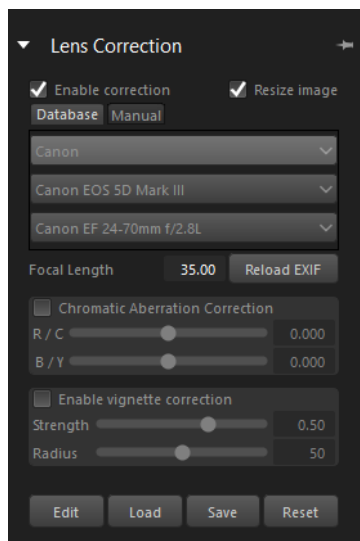 Lens Correction
Enable correction Resize image
Database Manual
Canon
Canon EOS 5D Mark III
Canon EF 24-70mm f/2.8L
Focal Length 35.00 Reload EXIF
Chromatic Aberration Correction
R / C 0.000
B / Y 0.000
Enable vignette correction
Strength 0.50
Radius 50
Edit Load Save Reset